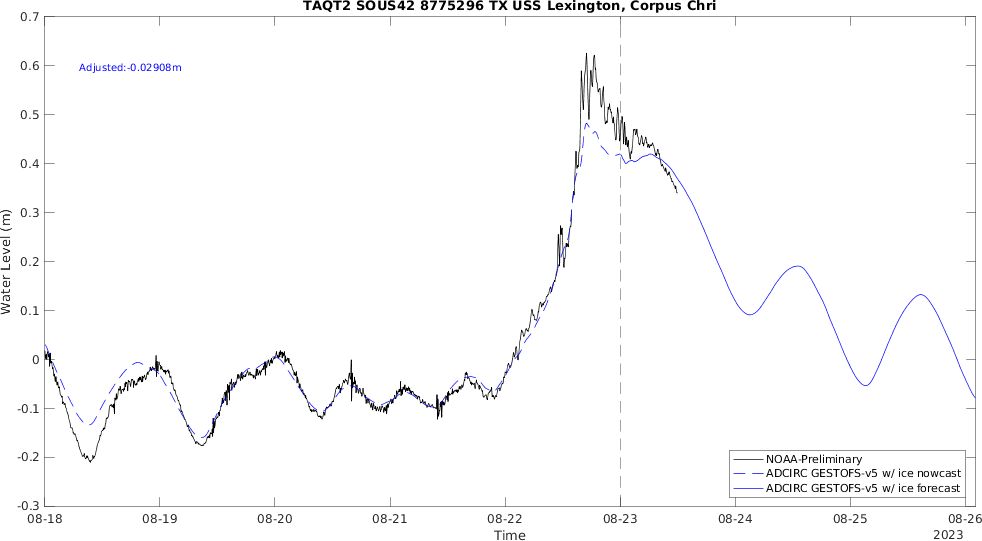 TAQT2 SOUS42 8775296 TX USS Lexington, Corpus Chri
0.7
0.6
0.5
0.4
0.3
0.2
0.1
0
-0.1
-0.2
-0.3
Water Level (m)
Adjusted:-0.02908m
NOAA-Preliminary
ADCIRC GESTOFS-v5 w/ ice nowcast
ADCIRC GESTOFS-v5 w/ ice forecast
08-18 08-19 08-20 08-21 08-22 08-23 08-24 08-25 08-26
Time
2023